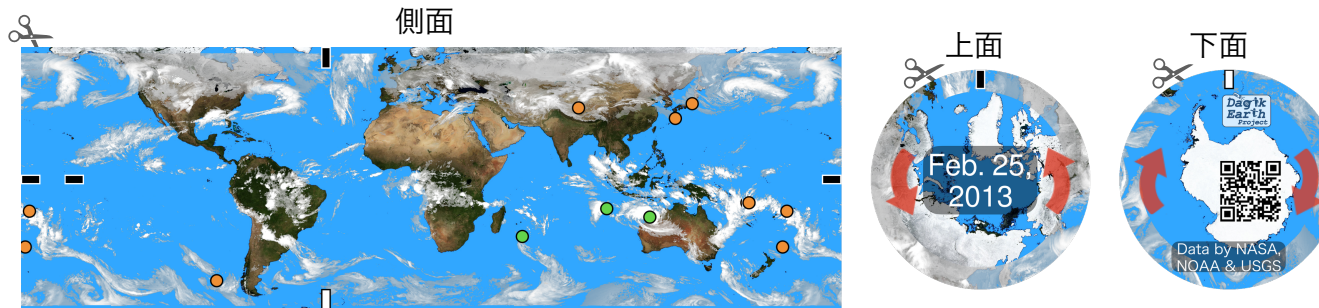 側面
上面
下面
Feb. 25,
2013
Dagik
Earth
Project
Data by NASA,
NOAA & USGS